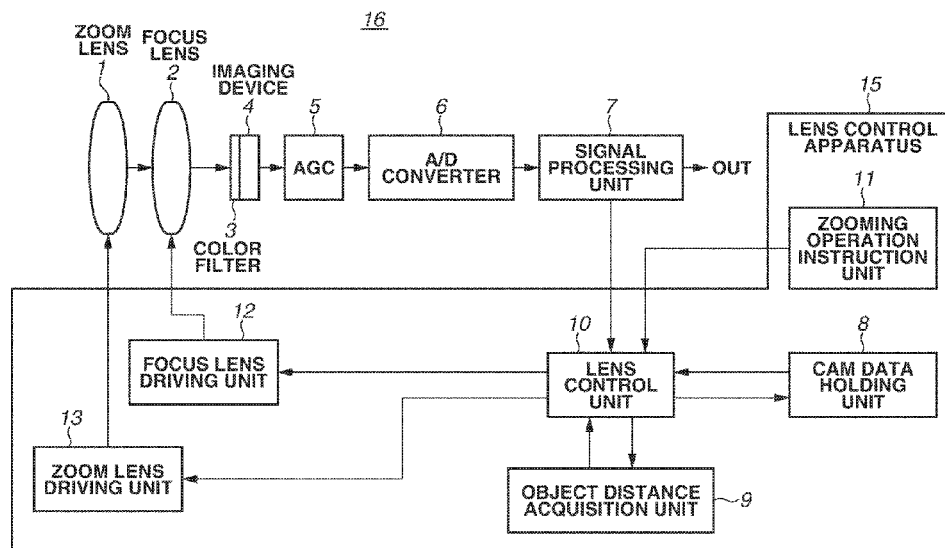 16
ZOOM
LENS
1
FOCUS
LENS
2
IMAGING
DEVICE
4
5
AGC
6
A/D
CONVERTER
7
SIGNAL
PROCESSING
UNIT
OUT
3
COLOR
FILTER
15
LENS CONTROL
APPARATUS
11
ZOOMING
OPERATION
INSTRUCTION
UNIT
12
FOCUS LENS
DRIVING UNIT
10
LENS
CONTROL
UNIT
8
CAM DATA
HOLDING
UNIT
13
ZOOM LENS
DRIVING UNIT
OBJECT DISTANCE
ACQUISITION UNIT
9